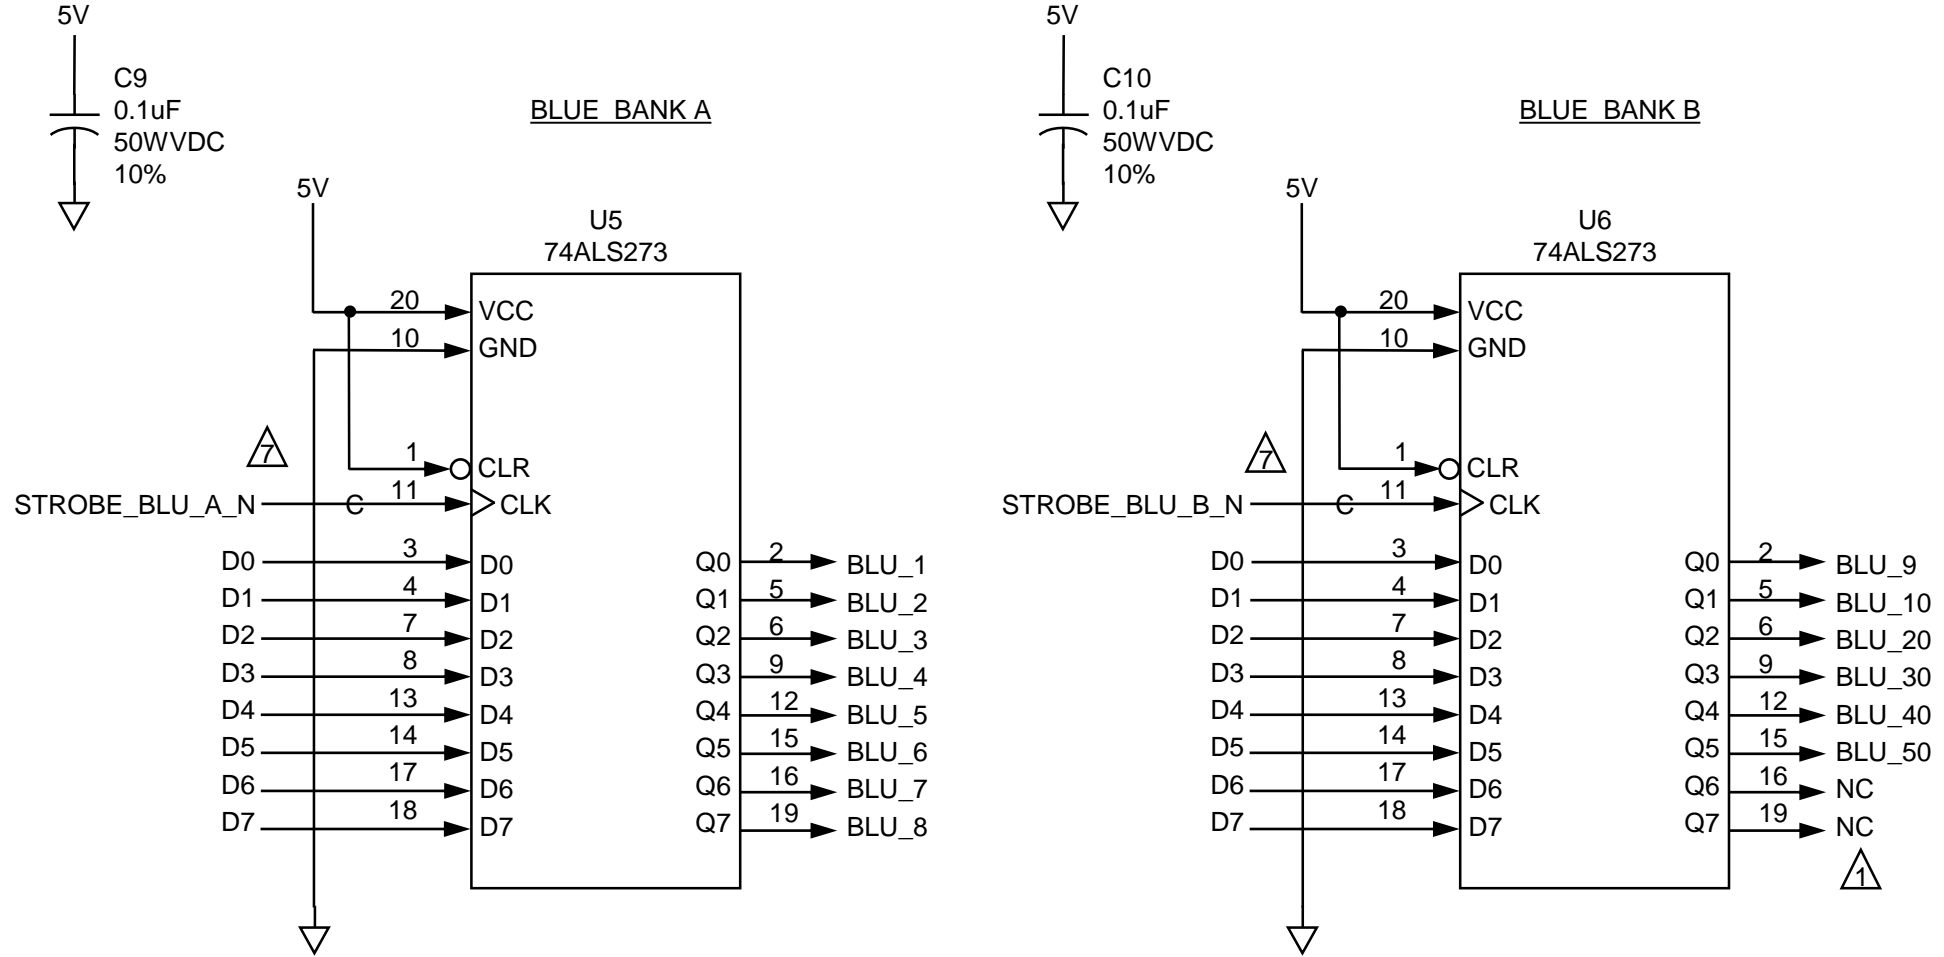 5V
C9
0.1uF
50WVDC
10%
BLUE BANK A
5V
U5
74ALS273
20 VCC
10 GND
7
1 CLR
STROBE_BLU_A_N C 11 CLK
D0 3 D0 Q0 2 BLU_1
D1 4 D1 Q1 5 BLU_2
D2 7 D2 Q2 6 BLU_3
D3 8 D3 Q3 9 BLU_4
D4 13 D4 Q4 12 BLU_5
D5 14 D5 Q5 15 BLU_6
D6 17 D6 Q6 16 BLU_7
D7 18 D7 Q7 19 BLU_8
5V
C10
0.1uF
50WVDC
10%
BLUE BANK B
5V
U6
74ALS273
20 VCC
10 GND
7
1 CLR
STROBE_BLU_B_N C 11 CLK
D0 3 D0 Q0 2 BLU_9
D1 4 D1 Q1 5 BLU_10
D2 7 D2 Q2 6 BLU_20
D3 8 D3 Q3 9 BLU_30
D4 13 D4 Q4 12 BLU_40
D5 14 D5 Q5 15 BLU_50
D6 17 D6 Q6 16 NC
D7 18 D7 Q7 19 NC
1